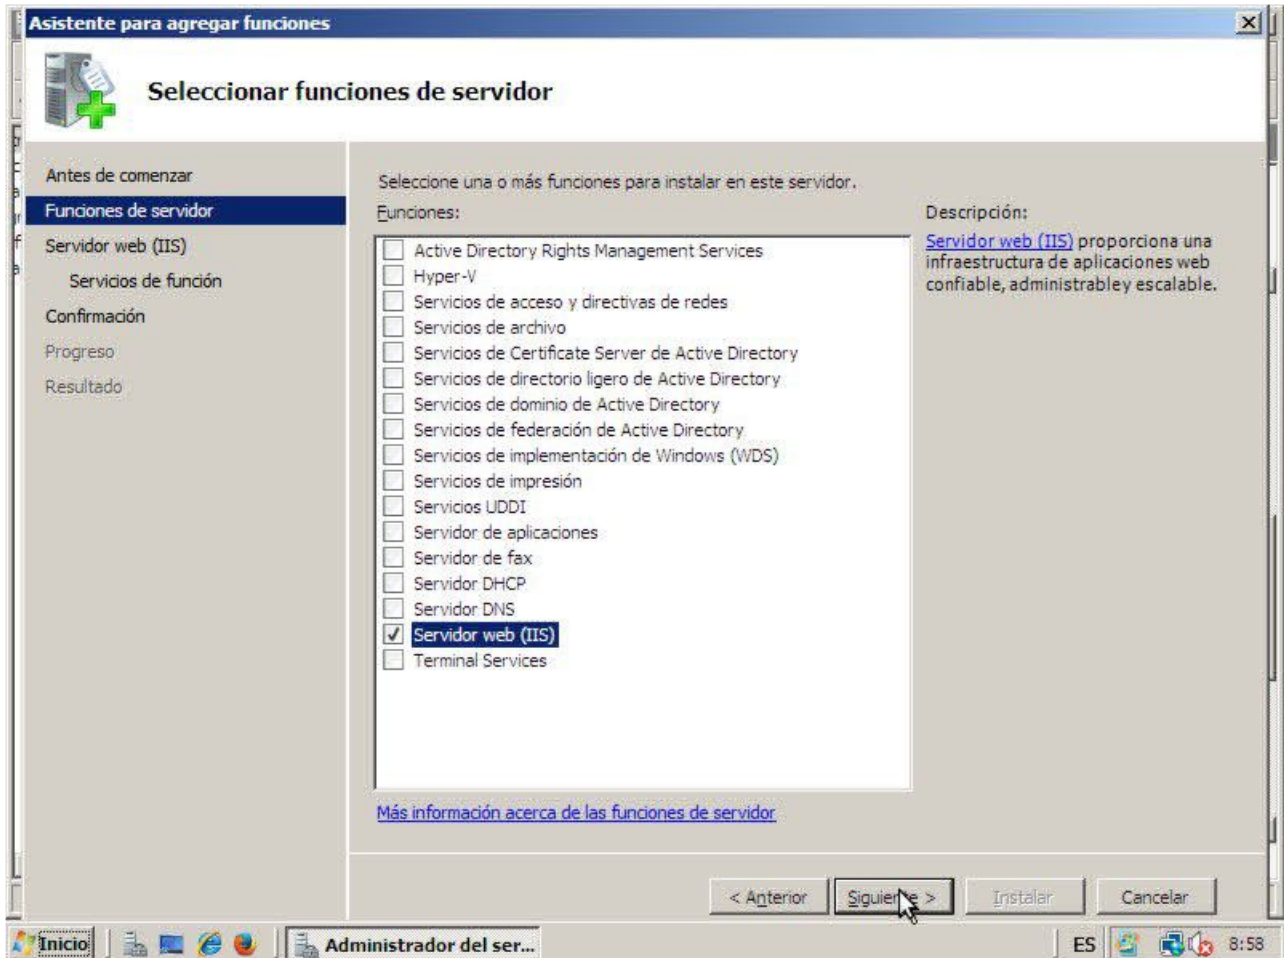 Asistente para agregar funciones
Seleccionar funciones de servidor
Antes de comenzar
Funciones de servidor
Servidor web (IIS)
Servicios de función
Confirmación
Progreso
Resultado
Seleccione una o más funciones para instalar en este servidor.
Funciones:
Active Directory Rights Management Services
Hyper-V
Servicios de acceso y directivas de redes
Servicios de archivo
Servicios de Certificate Server de Active Directory
Servicios de directorio ligero de Active Directory
Servicios de dominio de Active Directory
Servicios de federación de Active Directory
Servicios de implementación de Windows (WDS)
Servicios de impresión
Servicios UDDI
Servidor de aplicaciones
Servidor de fax
Servidor DHCP
Servidor DNS
Servidor web (IIS)
Terminal Services
Más información acerca de las funciones de servidor
Descripción:
Servidor web (IIS) proporciona una
infraestructura de aplicaciones web
confiable, administrable y escalable.
< Anterior
Siguiente >
Instalar
Cancelar
Inicio
Administrador del ser...
ES
8:58